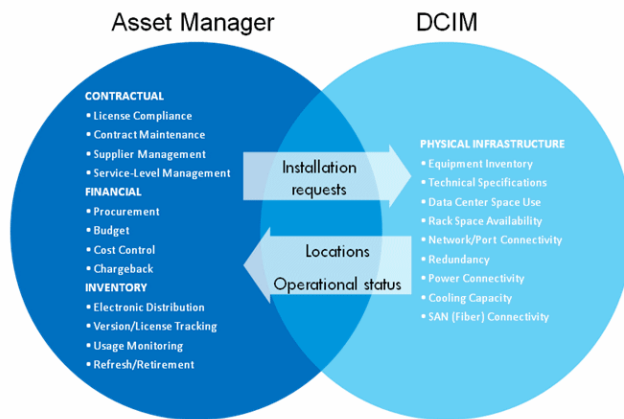 Asset Manager
DCIM
CONTRACTUAL
• License Compliance
• Contract Maintenance
• Supplier Management
• Service-Level Management
FINANCIAL
• Procurement
• Budget
• Cost Control
• Chargeback
INVENTORY
• Electronic Distribution
• Version/License Tracking
• Usage Monitoring
• Refresh/Retirement
Installation
requests
Locations
Operational status
PHYSICAL INFRASTRUCTURE
• Equipment Inventory
• Technical Specifications
• Data Center Space Use
• Rack Space Availability
• Network/Port Connectivity
• Redundancy
• Power Connectivity
• Cooling Capacity
• SAN (Fiber) Connectivity